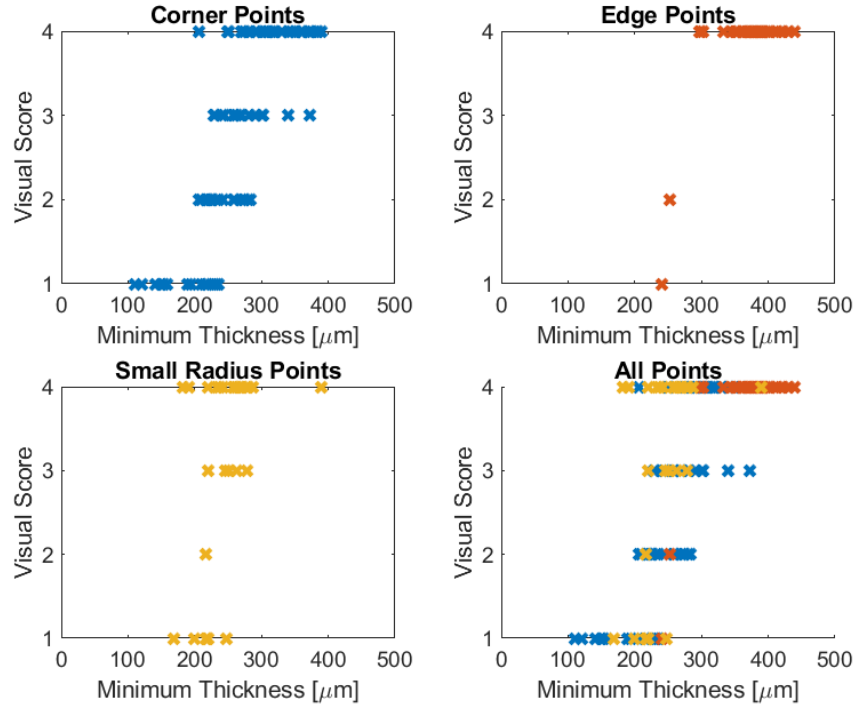 Corner Points
4
3
2
1
Visual Score
0 100 200 300 400 500
Minimum Thickness [μm]
Edge Points
4
3
2
1
Visual Score
0 100 200 300 400 500
Minimum Thickness [μm]
Small Radius Points
4
3
2
1
Visual Score
0 100 200 300 400 500
Minimum Thickness [μm]
All Points
4
3
2
1
Visual Score
0 100 200 300 400 500
Minimum Thickness [μm]